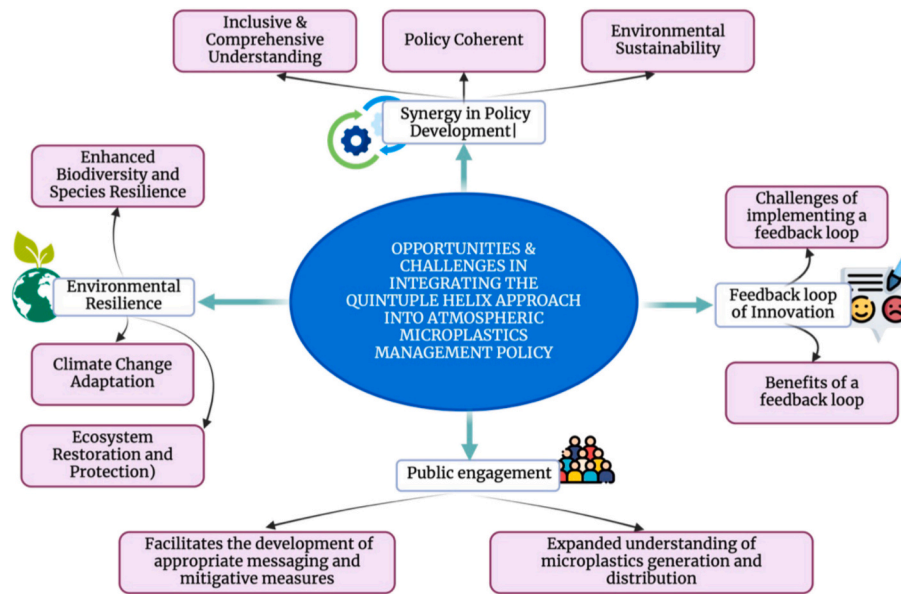 Inclusive &
Comprehensive
Understanding
Policy Coherent
Environmental
Sustainability
Synergy in Policy
Development|
Enhanced
Biodiversity and
Species Resilience
Challenges of
implementing a
feedback loop
OPPORTUNITIES &
CHALLENGES IN
INTEGRATING THE
QUINTUPLE HELIX APPROACH
INTO ATMOSPHERIC
MICROPLASTICS
MANAGEMENT POLICY
Environmental
Resilience
Feedback loop
of Innovation
Climate Change
Adaptation
Benefits of a
feedback loop
Ecosystem
Restoration and
Protection)
Public engagement
Facilitates the development of
appropriate messaging and
mitigative measures
Expanded understanding of
microplastics generation and
distribution